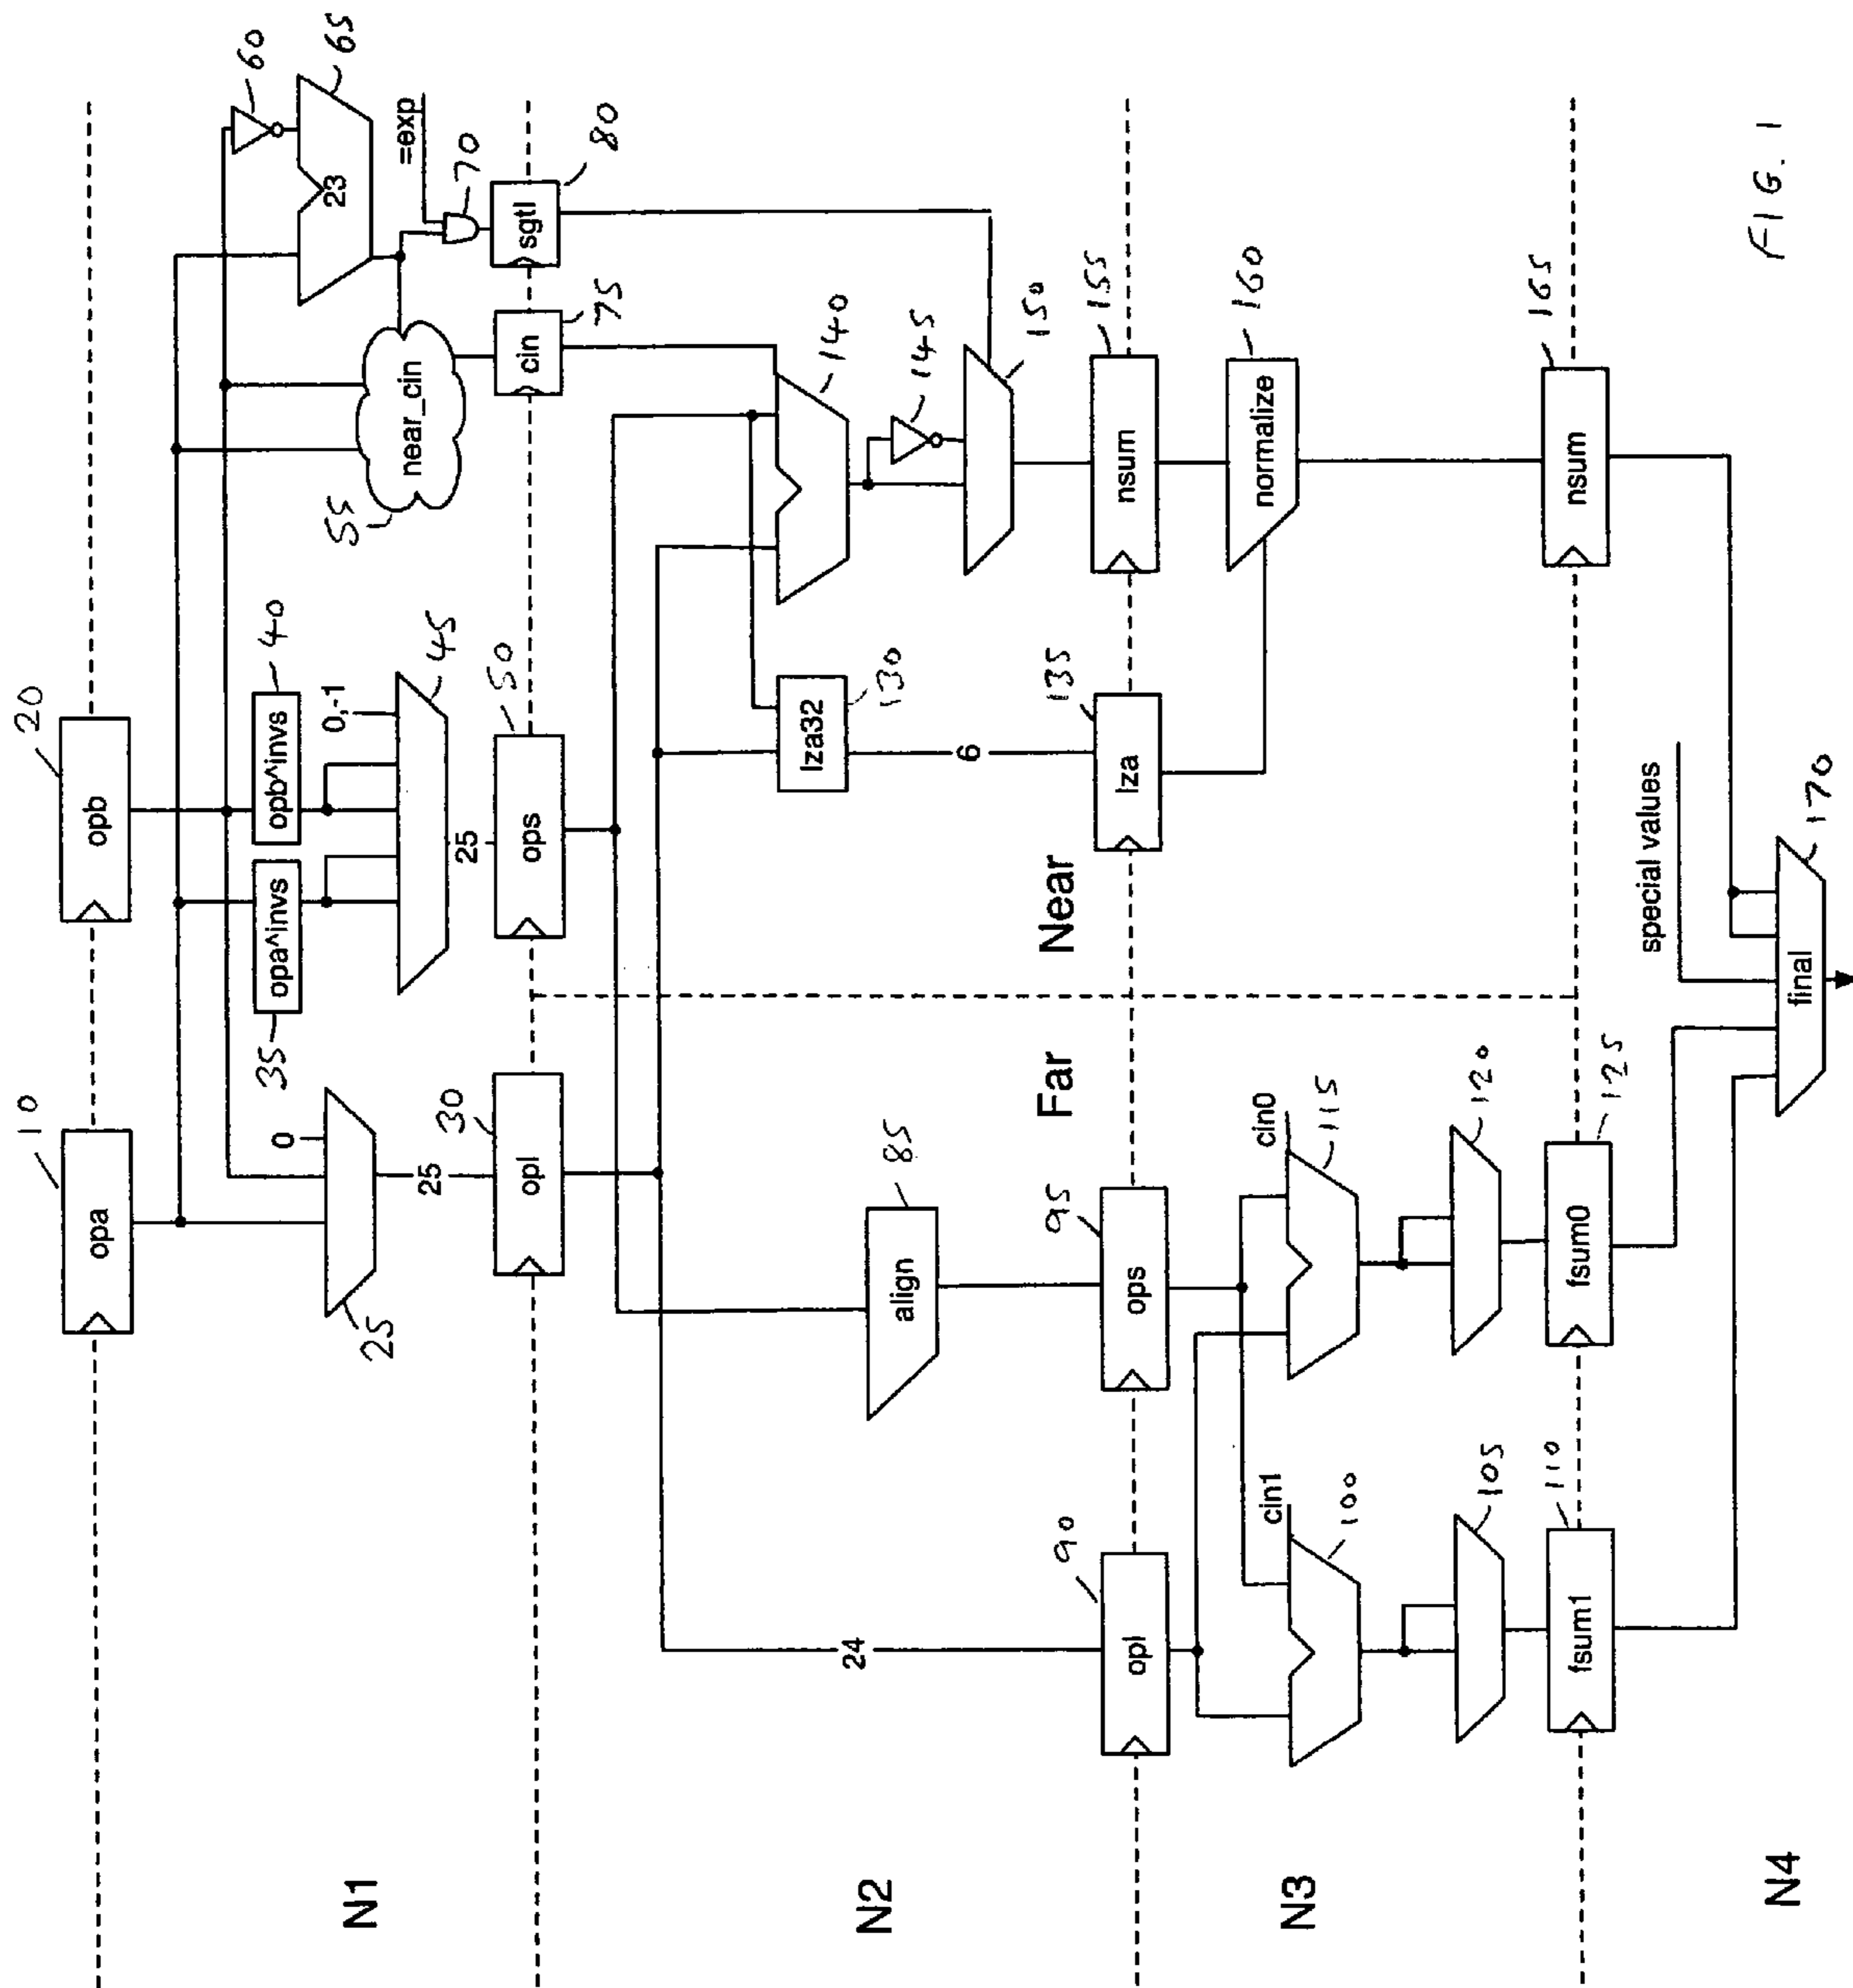 10
opa
20
opb
25
0
25
30
opl
35
opa^invs
40
opb^invs
0,-1
45
25
50
ops
55
near_cin
60
65
23
=exp
70
75
cin
80
sgtl
N1
85
align
24
Far
Near
lza32
130
6
140
145
150
N2
90
opl
95
ops
135
lza
155
nsum
cin1
100
105
cin0
115
120
160
normalize
N3
110
fsum1
125
fsum0
165
nsum
special values
final
170
N4
FIG. 1